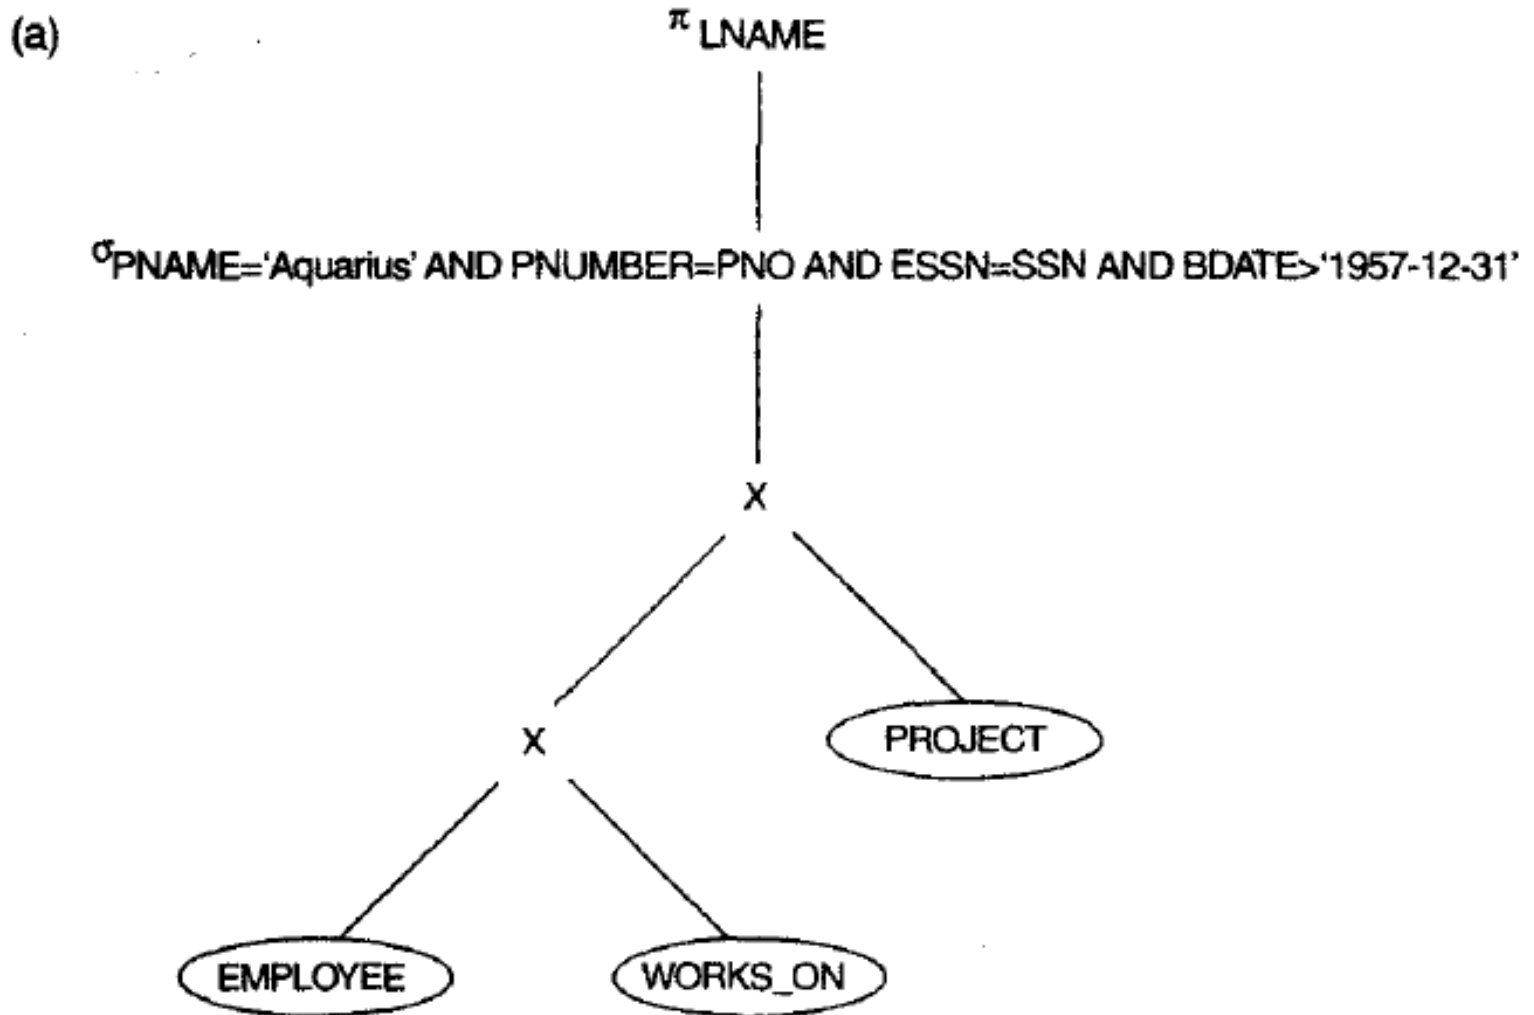 (a)
π LNAME
σPNAME='Aquarius' AND PNUMBER=PNO AND ESSN=SSN AND BDATE>'1957-12-31'
X
X
PROJECT
EMPLOYEE
WORKS_ON